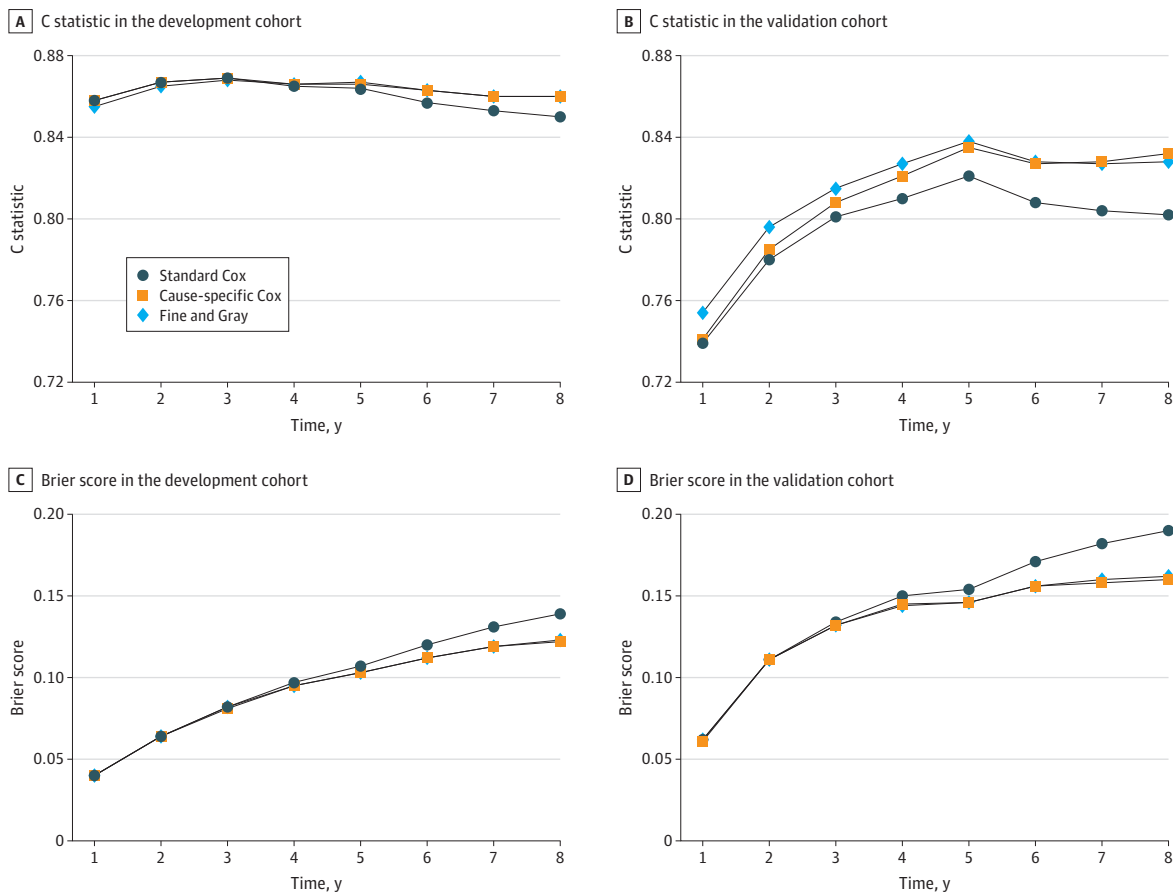 A C statistic in the development cohort
0.88
0.84
0.80
0.76
0.72
C statistic
Standard Cox
Cause-specific Cox
Fine and Gray
1 2 3 4 5 6 7 8
Time, y
B C statistic in the validation cohort
0.88
0.84
0.80
0.76
0.72
C statistic
1 2 3 4 5 6 7 8
Time, y
C Brier score in the development cohort
0.20
0.15
0.10
0.05
0
Brier score
1 2 3 4 5 6 7 8
Time, y
D Brier score in the validation cohort
0.20
0.15
0.10
0.05
0
Brier score
1 2 3 4 5 6 7 8
Time, y